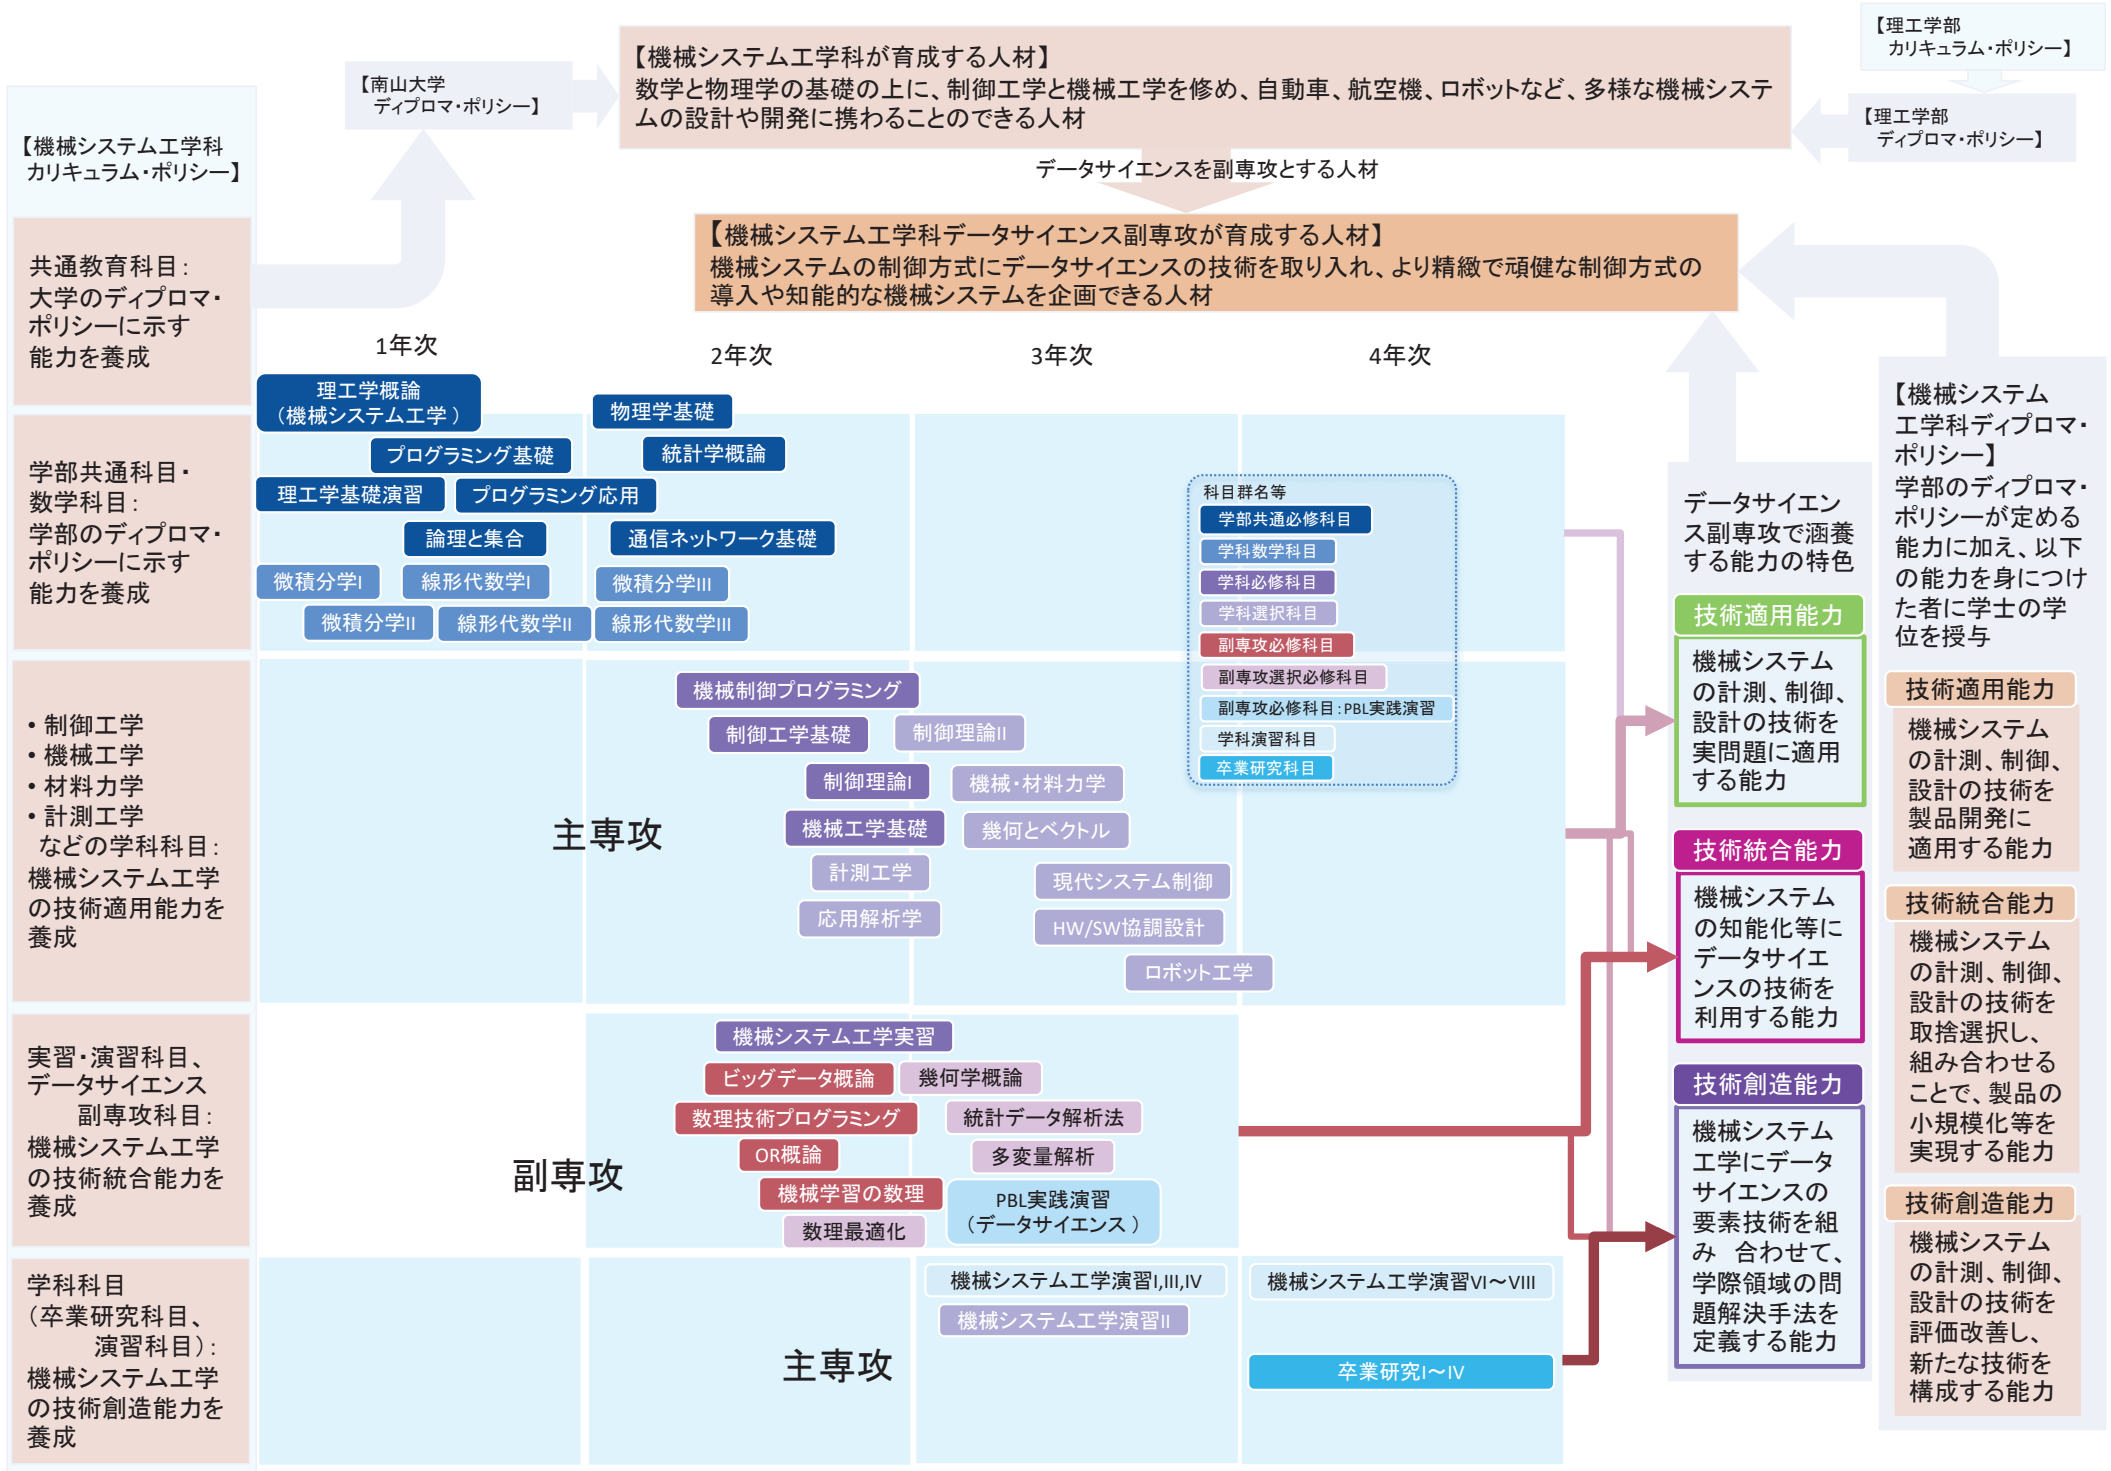 【理工学部
カリキュラム・ポリシー】
【機械システム工学科が育成する人材】
数学と物理学の基礎の上に、制御工学と機械工学を修め、自動車、航空機、ロボットなど、多様な機械システ
ムの設計や開発に携わることのできる人材
【南山大学
ディプロマ・ポリシー】
【理工学部
ディプロマ・ポリシー】
【機械システム工学科
カリキュラム・ポリシー】
データサイエンスを副専攻とする人材
【機械システム工学科データサイエンス副専攻が育成する人材】
機械システムの制御方式にデータサイエンスの技術を取り入れ、より精緻で頑健な制御方式の
導入や知能的な機械システムを企画できる人材
共通教育科目：
大学のディプロマ・
ポリシーに示す
能力を養成
1年次
2年次
3年次
4年次
学部共通科目・
数学科目：
学部のディプロマ・
ポリシーに示す
能力を養成
理工学概論
（機械システム工学）
物理学基礎
プログラミング基礎
統計学概論
理工学基礎演習
プログラミング応用
論理と集合
通信ネットワーク基礎
微積分学I
線形代数学I
微積分学III
微積分学II
線形代数学II
線形代数学III
科目群名等
学部共通必修科目
学科数学科目
学科必修科目
学科選択科目
副専攻必修科目
副専攻選択必修科目
副専攻必修科目：PBL実践演習
学科演習科目
卒業研究科目
・制御工学
・機械工学
・材料力学
・計測工学
などの学科科目：
機械システム工学
の技術適用能力を
養成
主専攻
機械制御プログラミング
制御工学基礎
制御理論II
制御理論I
機械・材料力学
機械工学基礎
幾何とベクトル
計測工学
現代システム制御
応用解析学
HW/SW協調設計
ロボット工学
実習・演習科目、
データサイエンス
副専攻科目：
機械システム工学
の技術統合能力を
養成
副専攻
機械システム工学実習
ビッグデータ概論
幾何学概論
数理技術プログラミング
統計データ解析法
OR概論
多変量解析
機械学習の数理
PBL実践演習
（データサイエンス）
数理最適化
学科科目
（卒業研究科目、
演習科目）：
機械システム工学
の技術創造能力を
養成
主専攻
機械システム工学演習I,III,IV
機械システム工学演習VI～VIII
機械システム工学演習II
卒業研究I～IV
データサイエン
ス副専攻で涵養
する能力の特色
技術適用能力
機械システム
の計測、制御、
設計の技術を
実問題に適用
する能力
技術統合能力
機械システム
の知能化等に
データサイエ
ンスの技術を
利用する能力
技術創造能力
機械システム
工学にデータ
サイエンスの
要素技術を組
み 合わせて、
学際領域の問
題解決手法を
定義する能力
【機械システム
工学科ディプロマ・
ポリシー】
学部のディプロマ・
ポリシーが定める
能力に加え、以下
の能力を身につけ
た者に学士の学
位を授与
技術適用能力
機械システム
の計測、制御、
設計の技術を
製品開発に
適用する能力
技術統合能力
機械システム
の計測、制御、
設計の技術を
取捨選択し、
組み合わせる
ことで、製品の
小規模化等を
実現する能力
技術創造能力
機械システム
の計測、制御、
設計の技術を
評価改善し、
新たな技術を
構成する能力